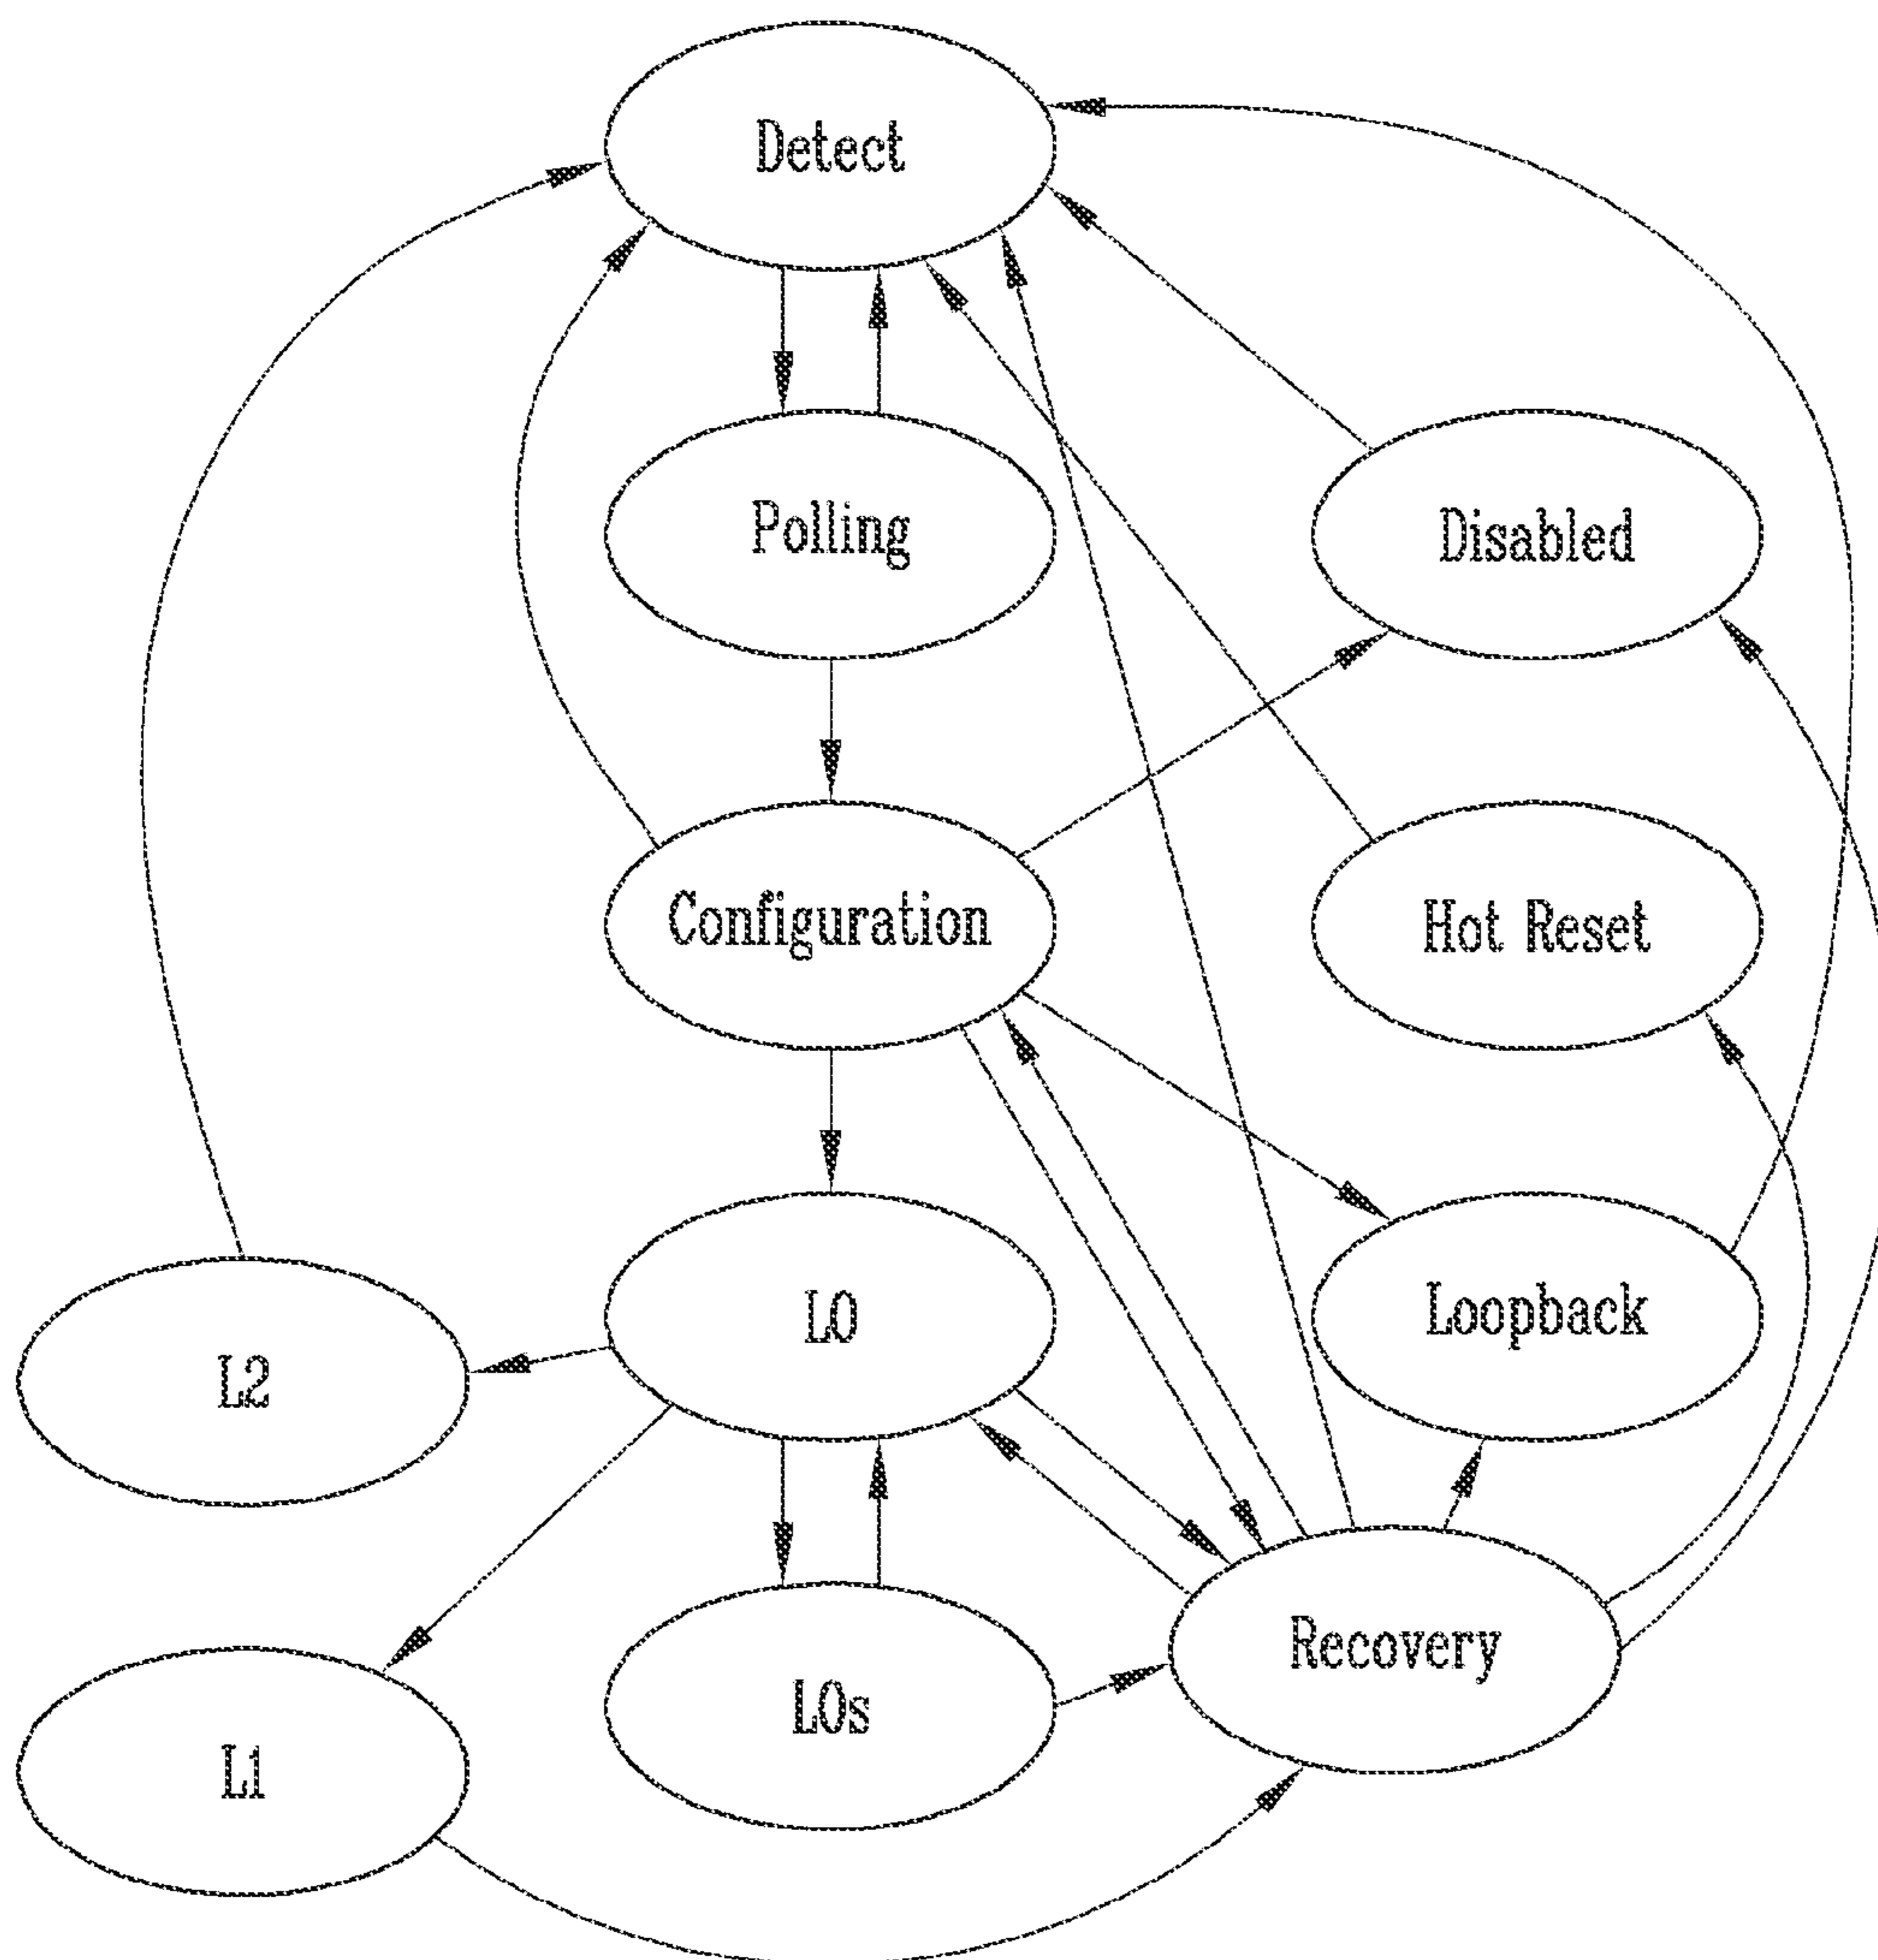 Detect
Polling
Disabled
Configuration
Hot Reset
L0
Loopback
L2
Recovery
L0s
L1